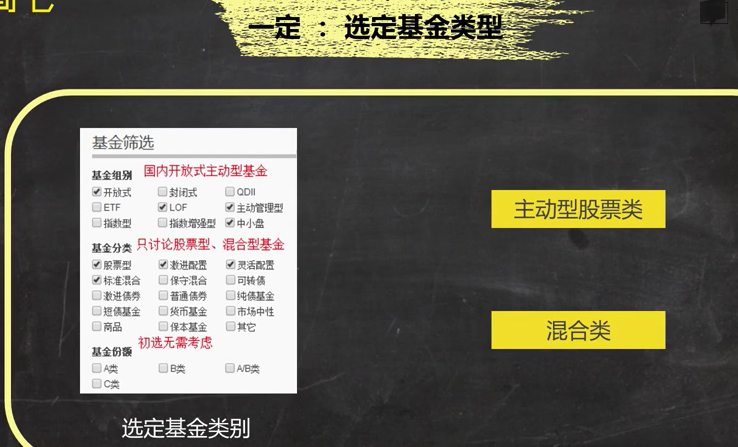 一定 : 选定基金类型
基金筛选
基金组别 国内开放式主动型基金
开放式 封闭式 QDII
ETF LOF 主动管理型
指数型 指数增强型 中小盘
基金分类 只讨论股票型、混合型基金
股票型 激进配置 灵活配置
标准混合 保守混合 可转债
激进债券 普通债券 纯债基金
短债基金 货币基金 市场中性
商品 保本基金 其它
初选无需考虑
基金份额
A类 B类 A/B类
C类
选定基金类别
主动型股票类
混合类